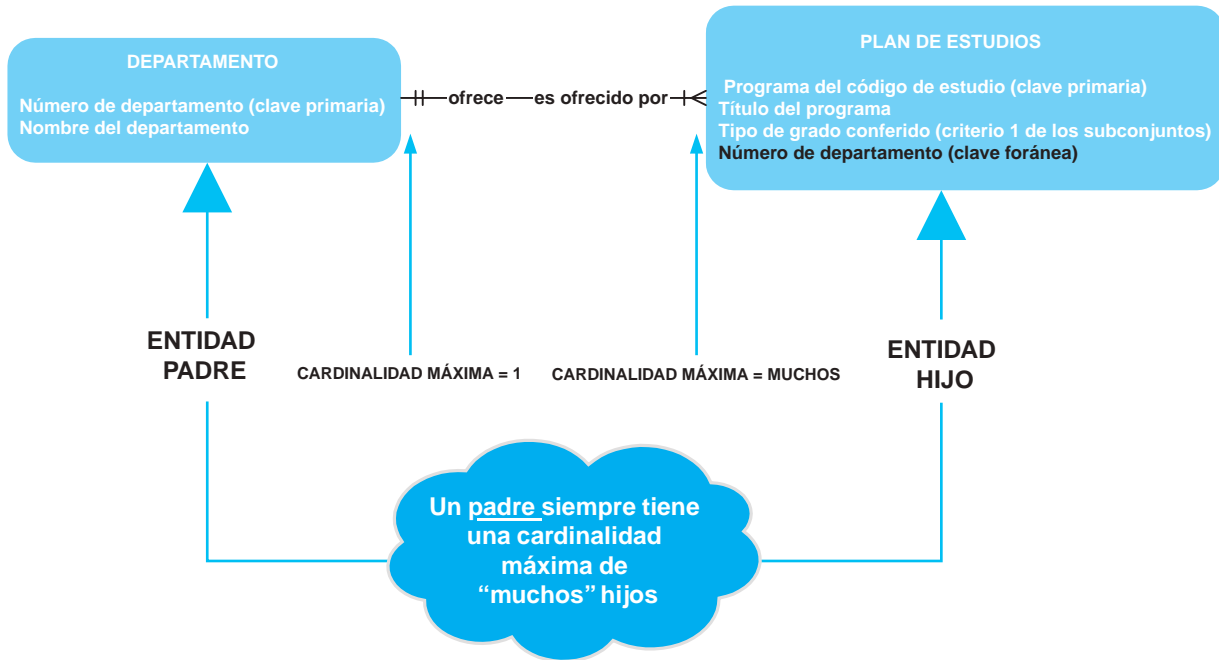 DEPARTAMENTO
Número de departamento (clave primaria)
Nombre del departamento
ofrece
es ofrecido por
PLAN DE ESTUDIOS
Programa del código de estudio (clave primaria)
Título del programa
Tipo de grado conferido (criterio 1 de los subconjuntos)
Número de departamento (clave foránea)
ENTIDAD
PADRE
CARDINALIDAD MÁXIMA = 1
CARDINALIDAD MÁXIMA = MUCHOS
ENTIDAD
HIJO
Un padre siempre tiene
una cardinalidad
máxima de
“muchos” hijos